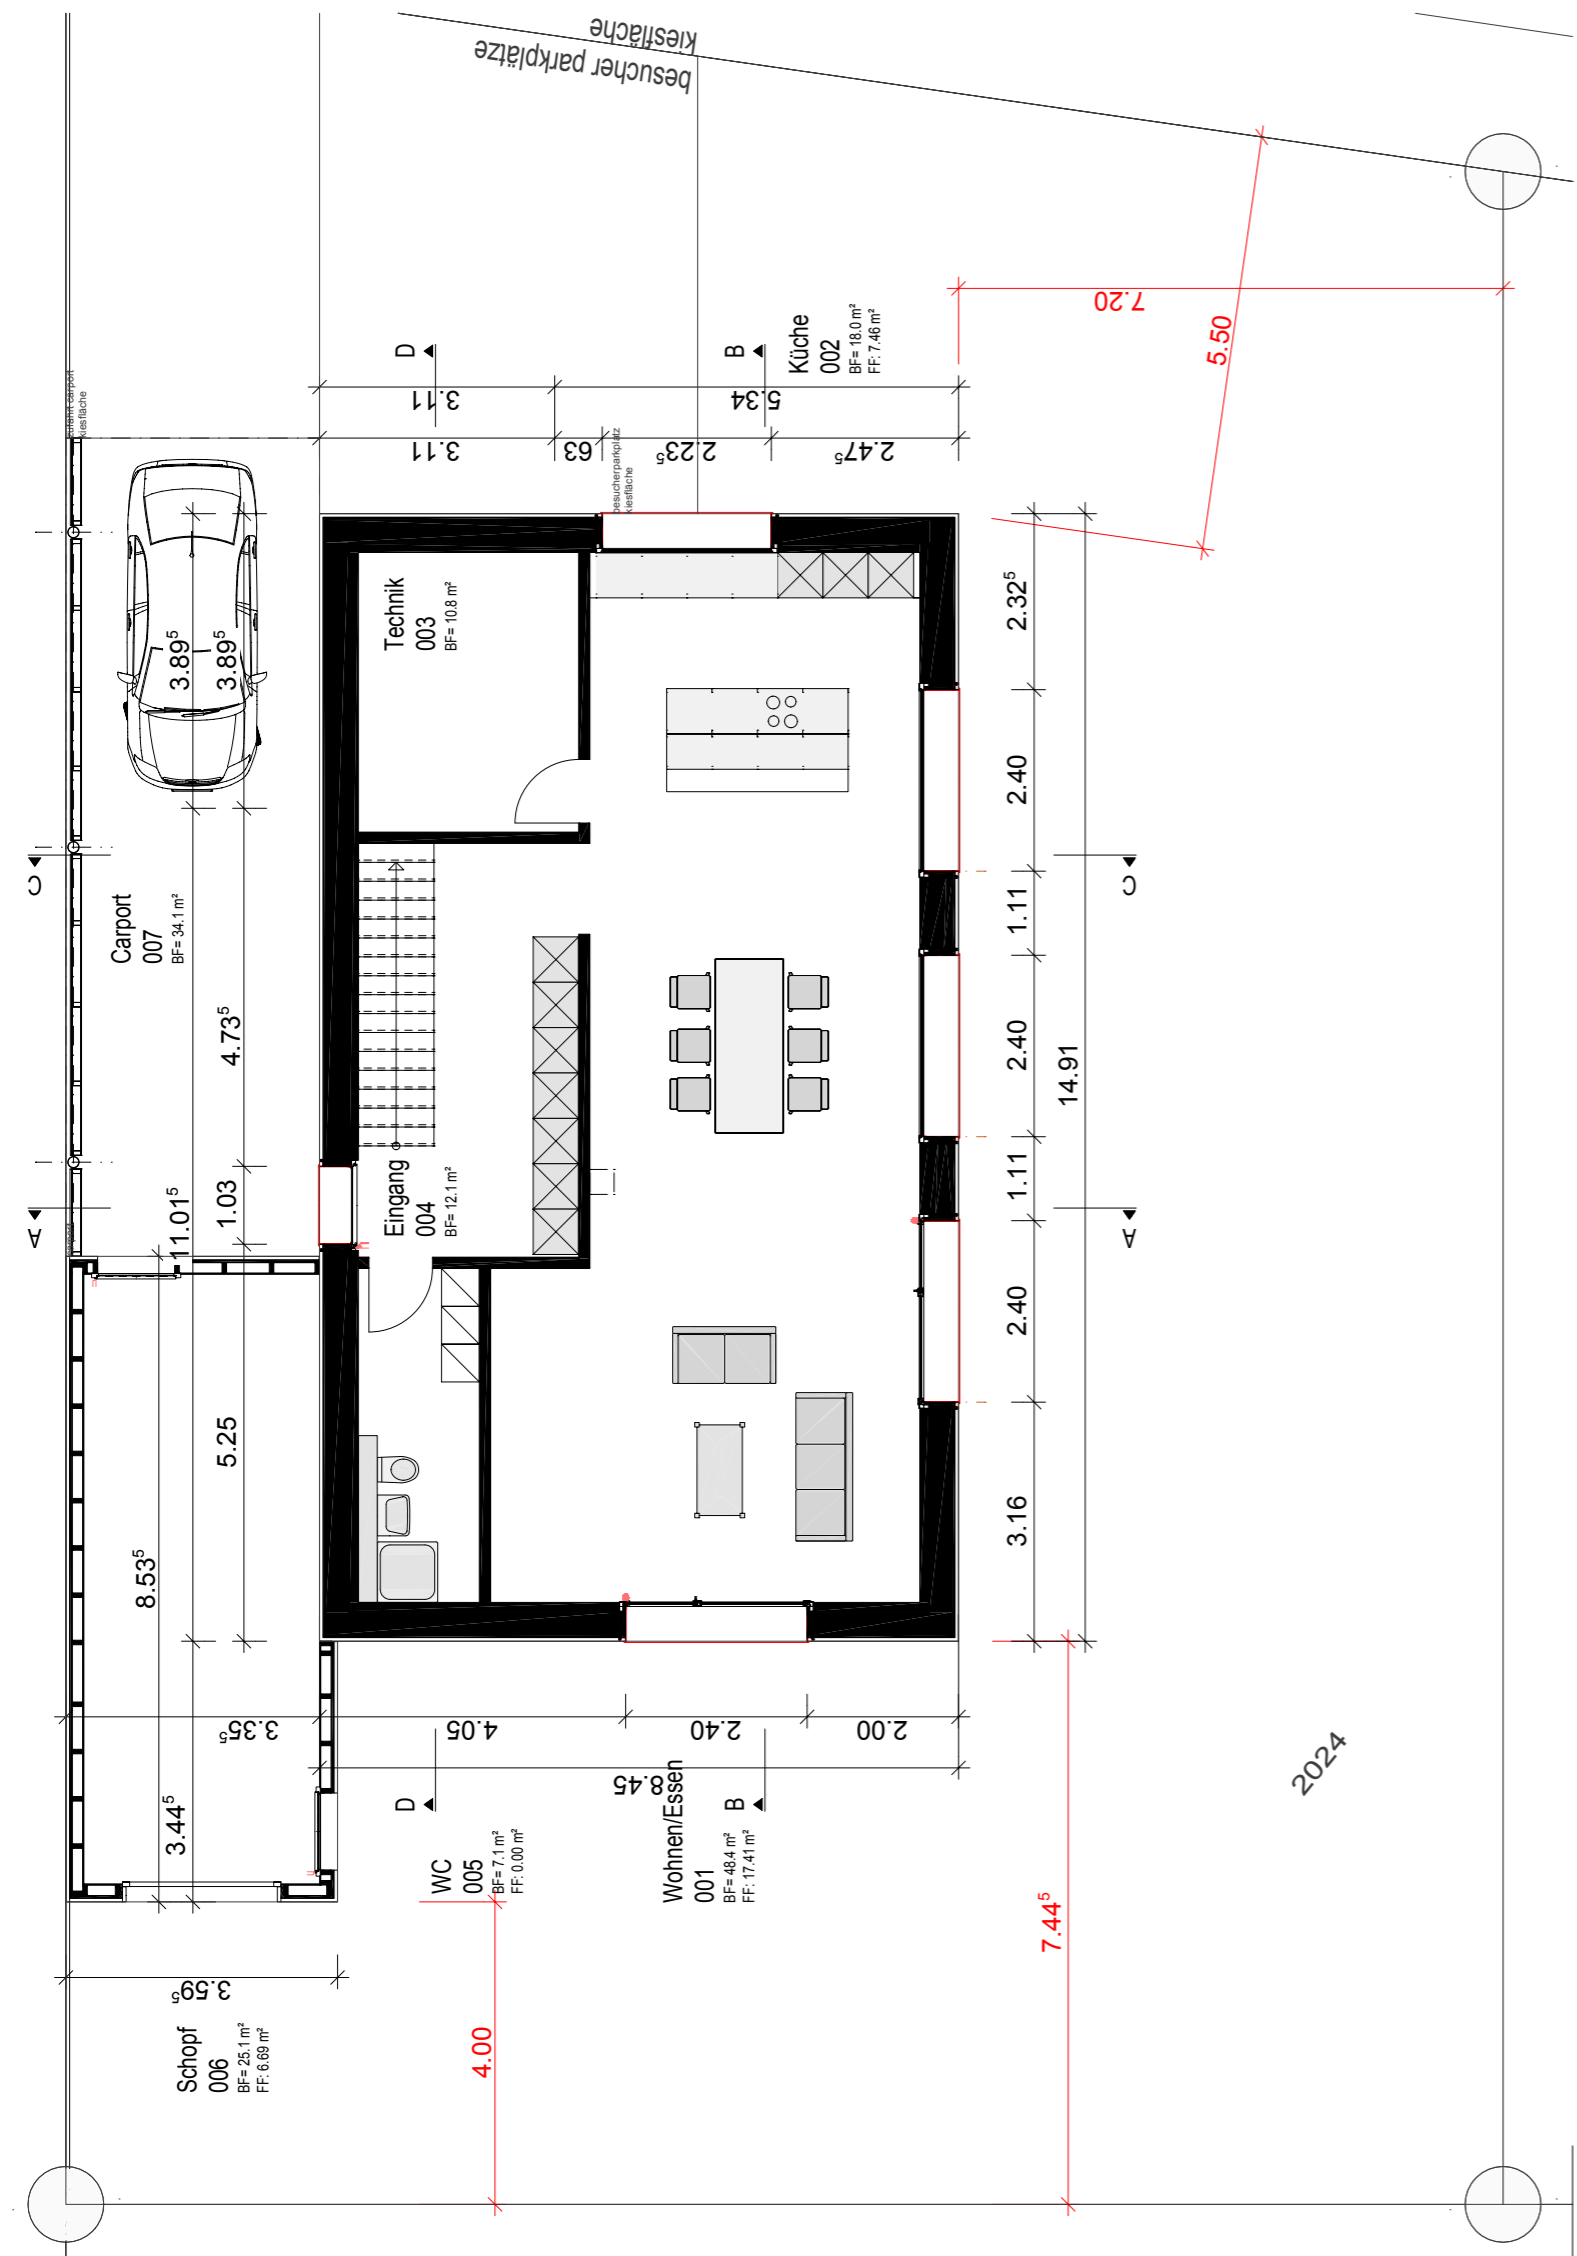 kiesfläche
besucher parkplätze
5.50
7.20
D
B
Küche
002
BF= 18.0 m²
FF: 7.46 m²
3.11
5.34
3.11
63
2.23⁵
2.47⁵
zufahrt carport
kiesfläche
besucherparkplatz
kiesfläche
Technik
003
BF= 10.8 m²
3.89⁵
3.89⁵
2.32⁵
2.40
1.11
2.40
1.11
2.40
3.16
14.91
C
C
Carport
007
BF= 34.1 m²
4.73⁵
1.03
11.01⁵
5.25
Eingang
004
BF= 12.1 m²
A
A
8.53⁵
3.44⁵
3.35⁵
4.05
2.40
2.00
8.45
D
B
WC
005
BF= 7.1 m²
FF: 0.00 m²
Wohnen/Essen
001
BF= 48.4 m²
FF: 17.41 m²
3.59⁵
Schopf
006
BF= 25.1 m²
FF: 6.69 m²
4.00
7.44⁵
2024